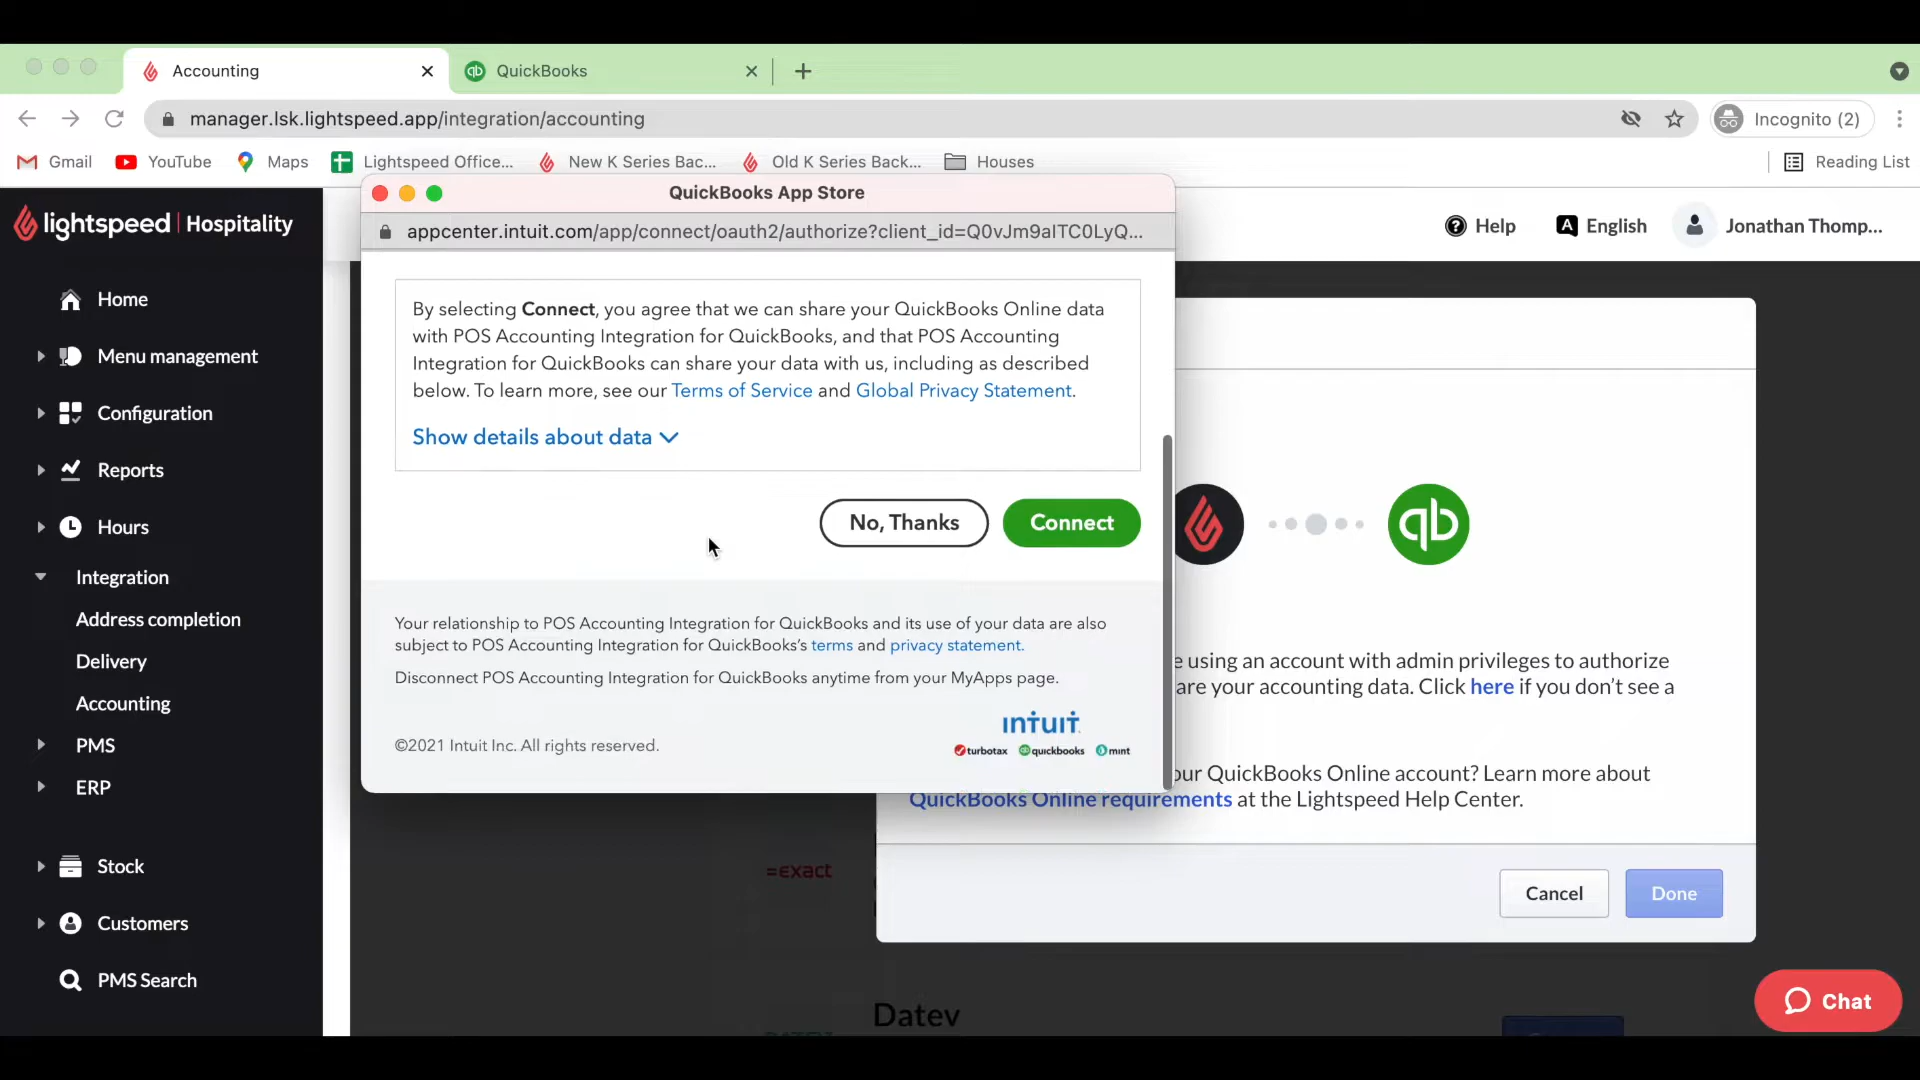 Accounting
QuickBooks
manager.lsk.lightspeed.app/integration/accounting
Incognito (2)
Gmail
YouTube
Maps
Lightspeed Office...
New K Series Bac...
Old K Series Back...
Houses
Reading List
lightspeed | Hospitality
Help
A English
Jonathan Thomp...
Home
Menu management
Configuration
Reports
Hours
Integration
Address completion
Delivery
Accounting
PMS
ERP
Stock
Customers
PMS Search
QuickBooks App Store
appcenter.intuit.com/app/connect/oauth2/authorize?client_id=Q0vJm9aITC0LyQ...
By selecting Connect, you agree that we can share your QuickBooks Online data
with POS Accounting Integration for QuickBooks, and that POS Accounting
Integration for QuickBooks can share your data with us, including as described
below. To learn more, see our Terms of Service and Global Privacy Statement.
Show details about data
No, Thanks
Connect
Your relationship to POS Accounting Integration for QuickBooks and its use of your data are also
subject to POS Accounting Integration for QuickBooks's terms and privacy statement.
Disconnect POS Accounting Integration for QuickBooks anytime from your MyApps page.
©2021 Intuit Inc. All rights reserved.
intuit
turbotax quickbooks mint
qb
e using an account with admin privileges to authorize
are your accounting data. Click here if you don't see a
our QuickBooks Online account? Learn more about
QuickBooks Online requirements at the Lightspeed Help Center.
Cancel
Done
=exact
Datev
Chat